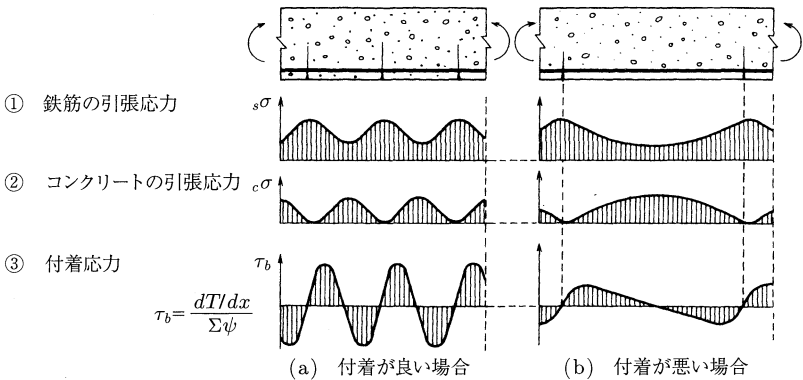 ① 鉄筋の引張応力 sσ
② コンクリートの引張応力 cσ
③ 付着応力 τb
τb=dT/dx/Σψ
(a) 付着が良い場合
(b) 付着が悪い場合